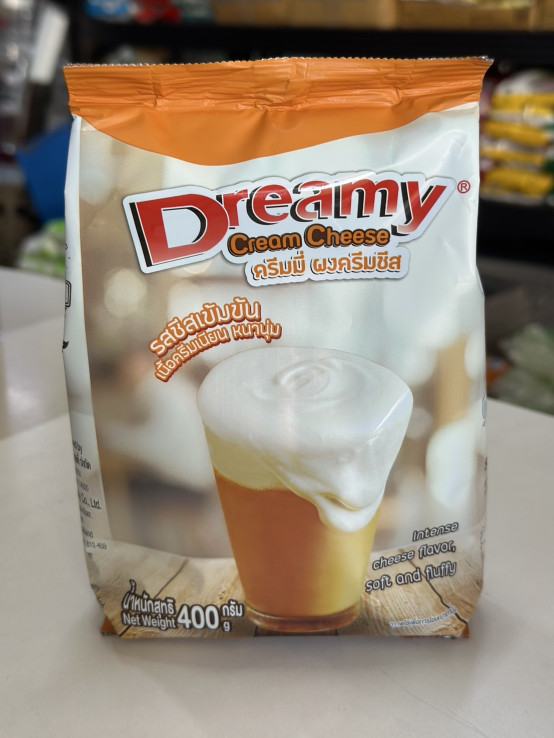 Dreamy®
Cream Cheese
ดรีมมี่ ผงครีมชีส
รสชีสเข้มข้น
เนื้อครีมเนียน หนานุ่ม
Intense
cheese flavor,
soft and fluffy
น้ำหนักสุทธิ 400 กรัม
Net Weight g
Co., Ltd.